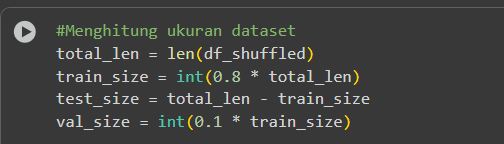 #Menghitung ukuran dataset
total_len = len(df_shuffled)
train_size = int(0.8 * total_len)
test_size = total_len - train_size
val_size = int(0.1 * train_size)